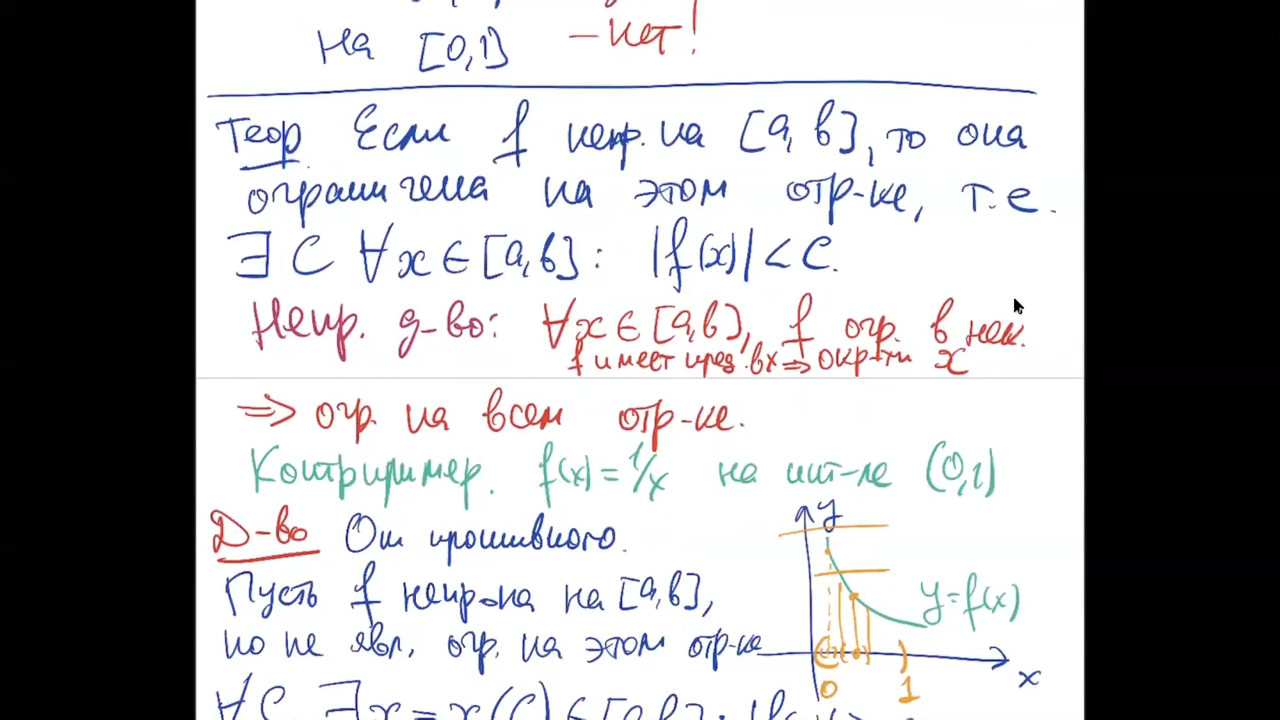 на [0,1] – нет!
Теор Если f непр. на [a, b], то она
ограничена на этом отр-ке, т.е.
∃ C ∀x ∈ [a, b] : |f(x)| < C.
Непр. д-во: ∀x ∈ [a, b], f огр. в нек.
f имеет пред. в x ⇒ окр-ти x
⇒ огр. на всем отр-ке.
Контрпример. f(x) = 1/x на инт-ле (0,1)
Д-во От противного.
Пусть f непр-на на [a, b],
но не явл. огр. на этом отр-ке
∀C ∃x = x(C) ∈ [a, b] :
y
y=f(x)
0
1
x